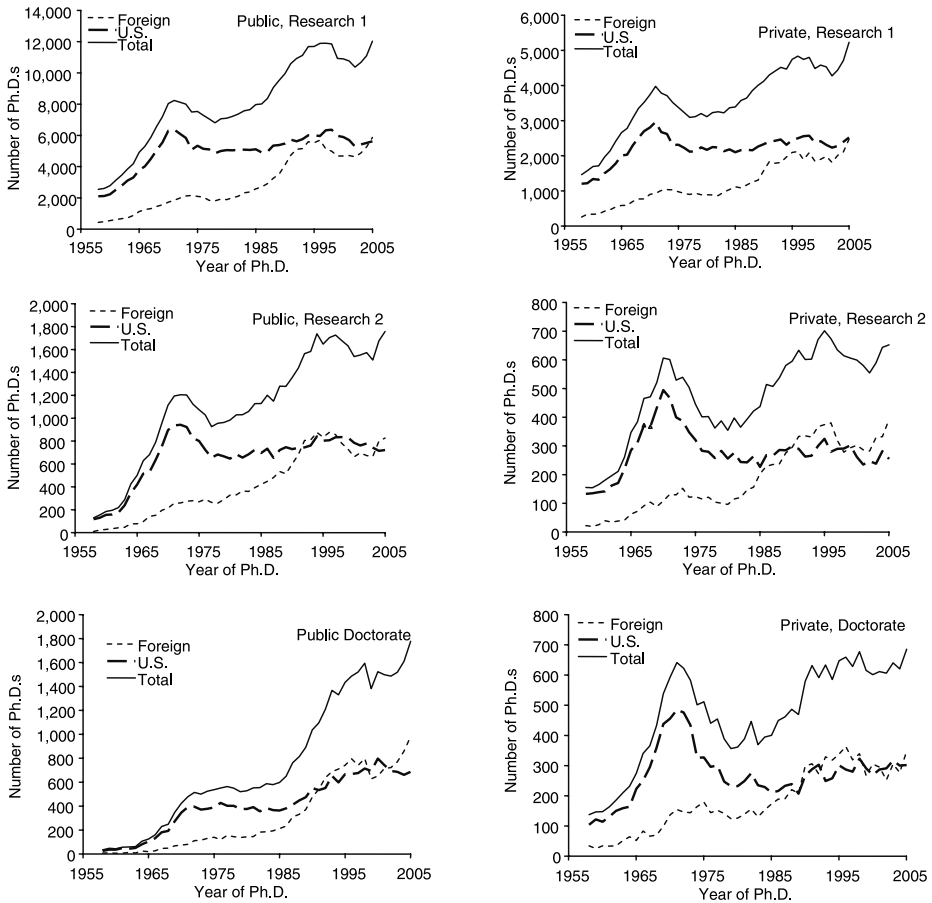 Public, Research 1
Foreign
U.S.
Total
Number of Ph.D.s
14,000
12,000
10,000
8,000
6,000
4,000
2,000
0
1955 1965 1975 1985 1995 2005
Year of Ph.D.
Private, Research 1
Foreign
U.S.
Total
Number of Ph.D.s
6,000
5,000
4,000
3,000
2,000
1,000
0
1955 1965 1975 1985 1995 2005
Year of Ph.D.
Public, Research 2
Foreign
U.S.
Total
Number of Ph.D.s
2,000
1,800
1,600
1,400
1,200
1,000
800
600
400
200
0
1955 1965 1975 1985 1995 2005
Year of Ph.D.
Private, Research 2
Foreign
U.S.
Total
Number of Ph.D.s
800
700
600
500
400
300
200
100
0
1955 1965 1975 1985 1995 2005
Year of Ph.D.
Public Doctorate
Foreign
U.S.
Total
Number of Ph.D.s
2,000
1,800
1,600
1,400
1,200
1,000
800
600
400
200
0
1955 1965 1975 1985 1995 2005
Year of Ph.D.
Private, Doctorate
Foreign
U.S.
Total
Number of Ph.D.s
800
700
600
500
400
300
200
100
0
1955 1965 1975 1985 1995 2005
Year of Ph.D.